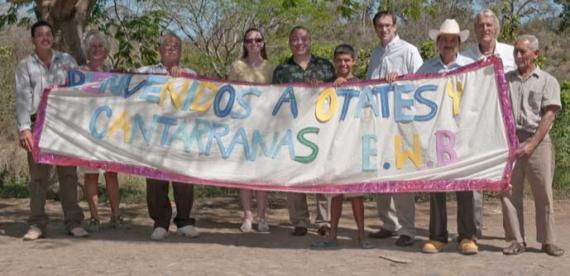 BIENVENIDOS A OTATES Y
CANTARRANAS E.W.B